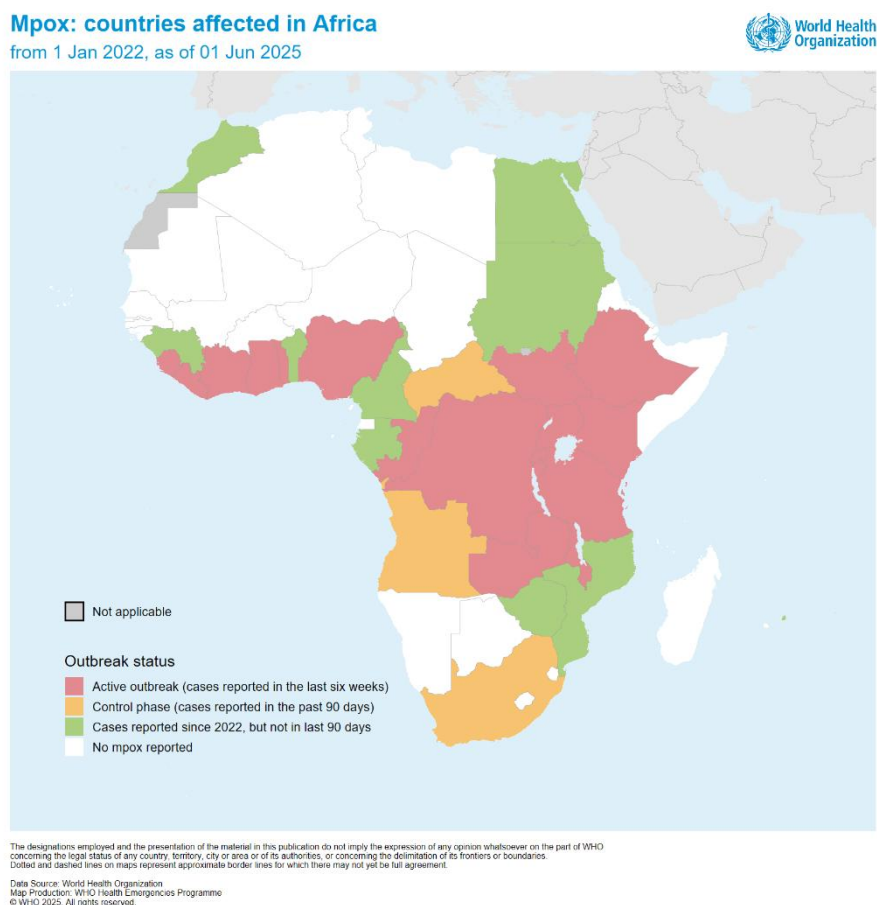 Mpox: countries affected in Africa
from 1 Jan 2022, as of 01 Jun 2025
World Health
Organization
Not applicable
Outbreak status
Active outbreak (cases reported in the last six weeks)
Control phase (cases reported in the past 90 days)
Cases reported since 2022, but not in last 90 days
No mpox reported
The designations employed and the presentation of the material in this publication do not imply the expression of any opinion whatsoever on the part of WHO
concerning the legal status of any country, territory, city or area or of its authorities, or concerning the delimitation of its frontiers or boundaries.
Dotted and dashed lines on maps represent approximate border lines for which there may not yet be full agreement.
Data Source: World Health Organization
Map Production: WHO Health Emergencies Programme
© WHO 2025. All rights reserved.